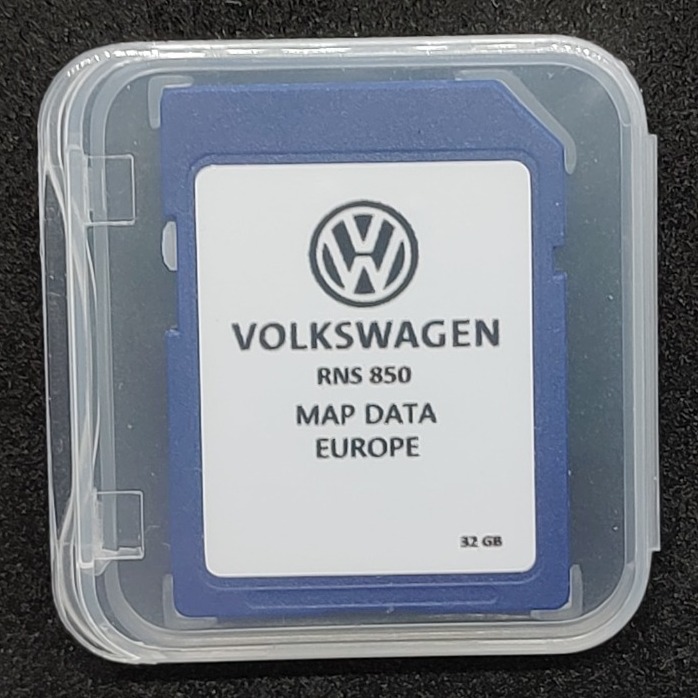 VOLKSWAGEN
RNS 850
MAP DATA
EUROPE
32 GB